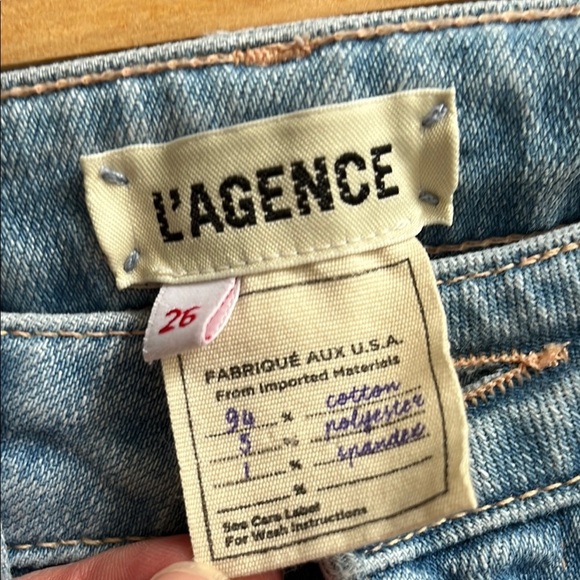 L'AGENCE
26
FABRIQUÉ AUX U.S.A.
From Imported Materials
94 % cotton
5 % polyester
1 % spandex
%
See Care Label
For Wash Instructions